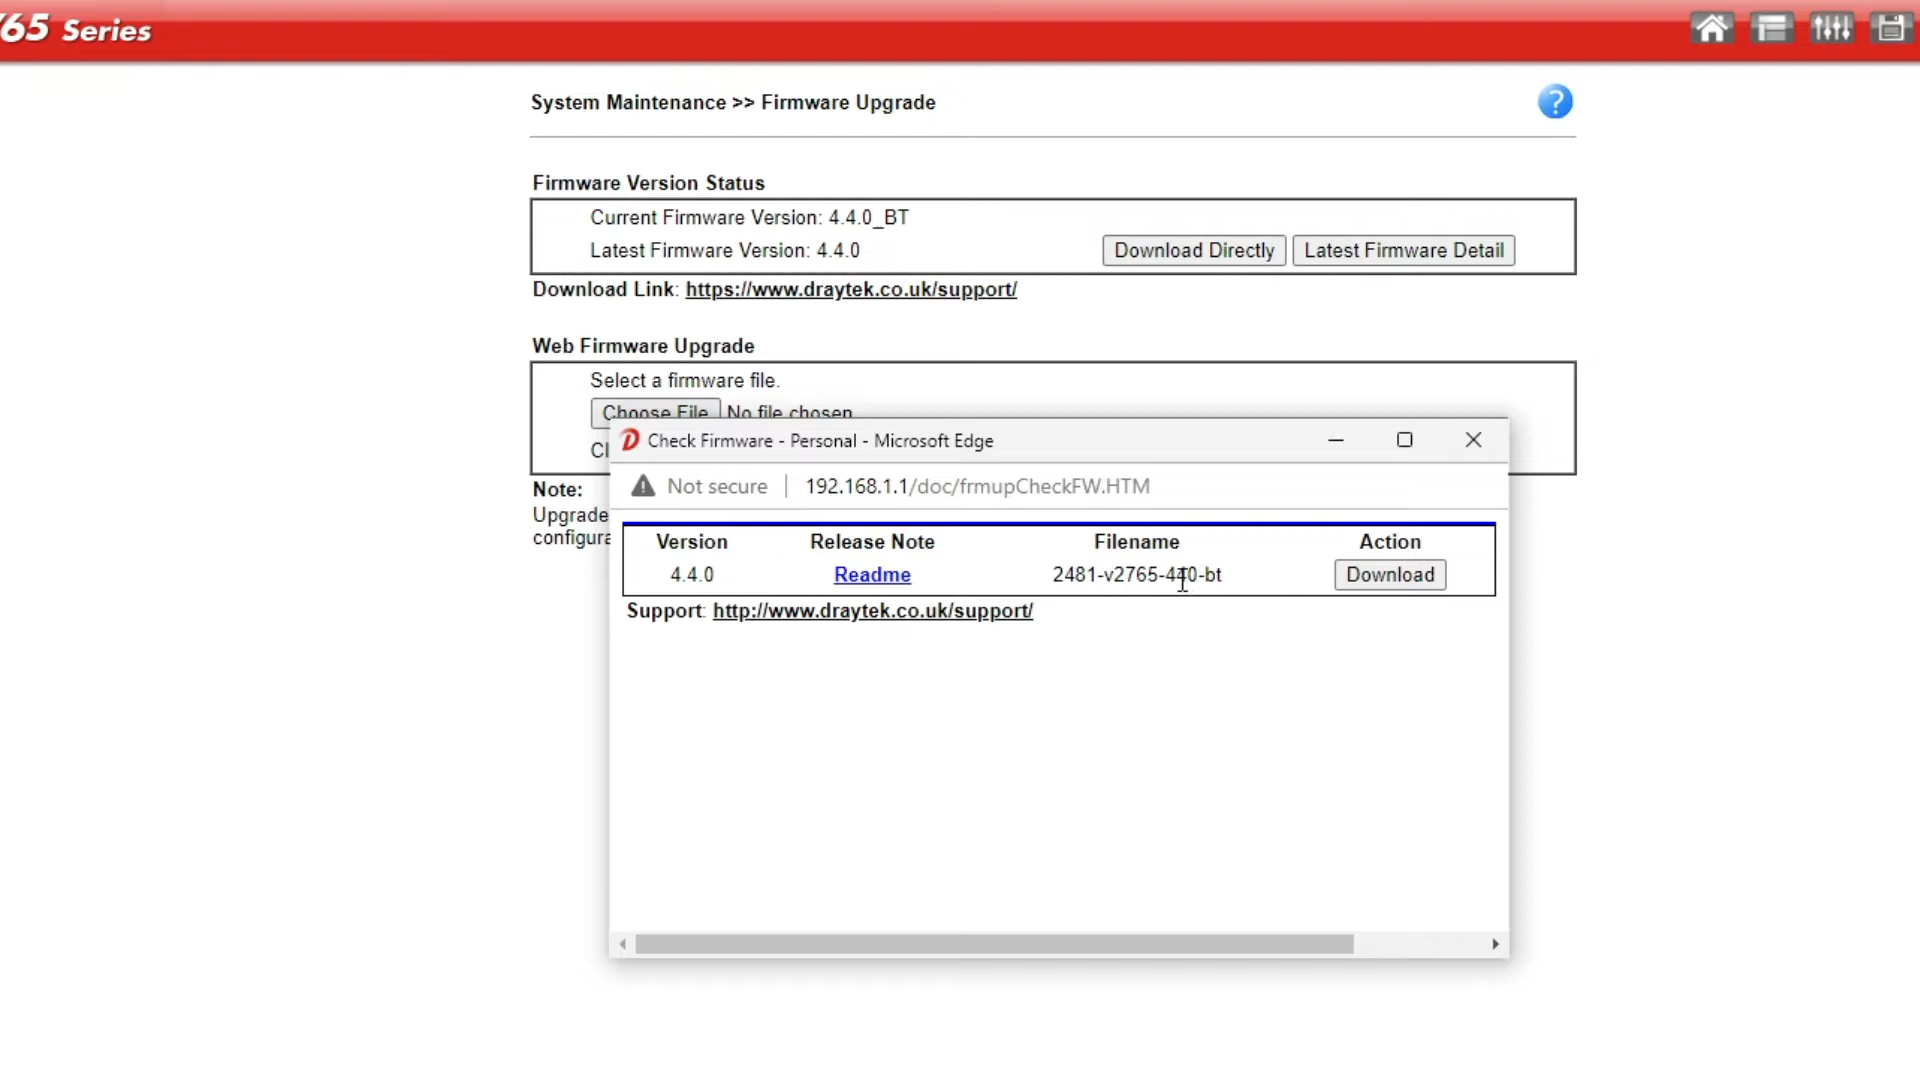 65 Series
System Maintenance >> Firmware Upgrade
Firmware Version Status
Current Firmware Version: 4.4.0_BT
Latest Firmware Version: 4.4.0
Download Directly
Latest Firmware Detail
Download Link: https://www.draytek.co.uk/support/
Web Firmware Upgrade
Select a firmware file.
Choose File No file chosen
Note:
Upgrade
Check Firmware - Personal - Microsoft Edge
Not secure
192.168.1.1/doc/frmupCheckFW.HTM
Version Release Note Filename Action
4.4.0 Readme 2481-v2765-440-bt Download
Support: http://www.draytek.co.uk/support/